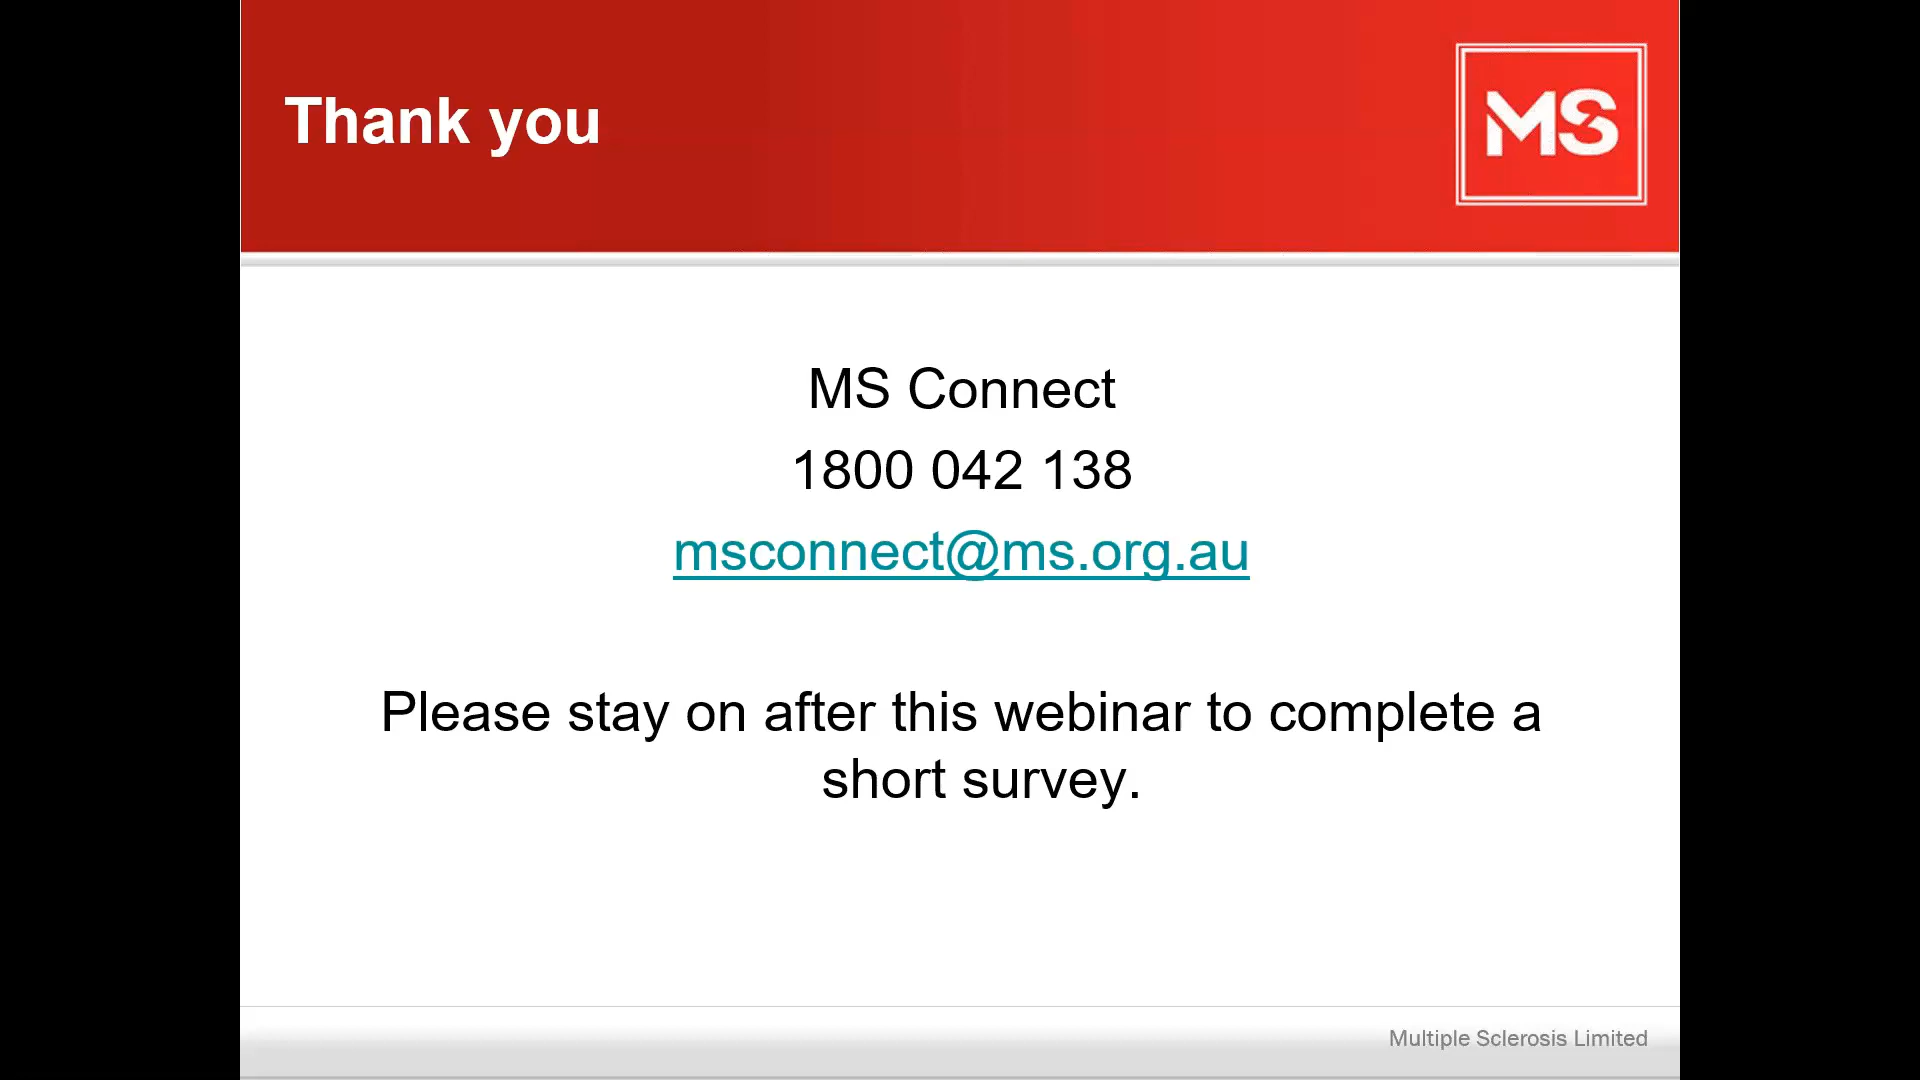 Thank you
MS
MS Connect
1800 042 138
msconnect@ms.org.au
Please stay on after this webinar to complete a
short survey.
Multiple Sclerosis Limited